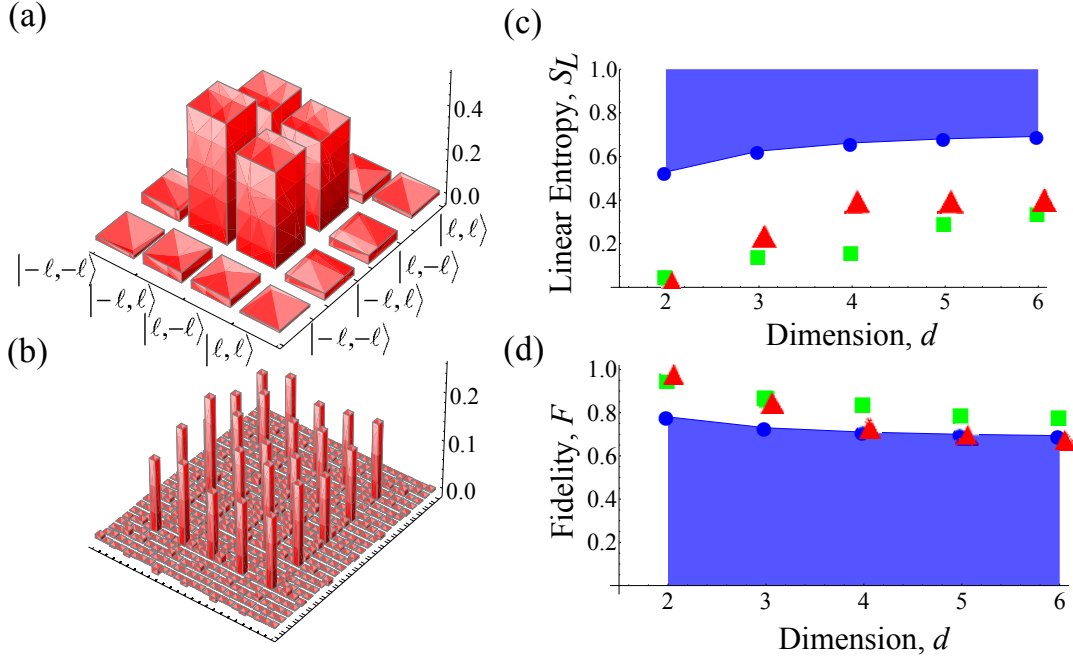 (a)
0.4
0.2
0.0
|-ℓ,-ℓ⟩
|-ℓ,ℓ⟩
|ℓ,-ℓ⟩
|ℓ,ℓ⟩
|-ℓ,-ℓ⟩
|-ℓ,ℓ⟩
|ℓ,-ℓ⟩
|ℓ,ℓ⟩
(b)
0.2
0.1
0.0
(c)
Linear Entropy, S_L
1.0
0.8
0.6
0.4
0.2
2 3 4 5 6
Dimension, d
(d)
Fidelity, F
1.0
0.8
0.6
0.4
0.2
2 3 4 5 6
Dimension, d